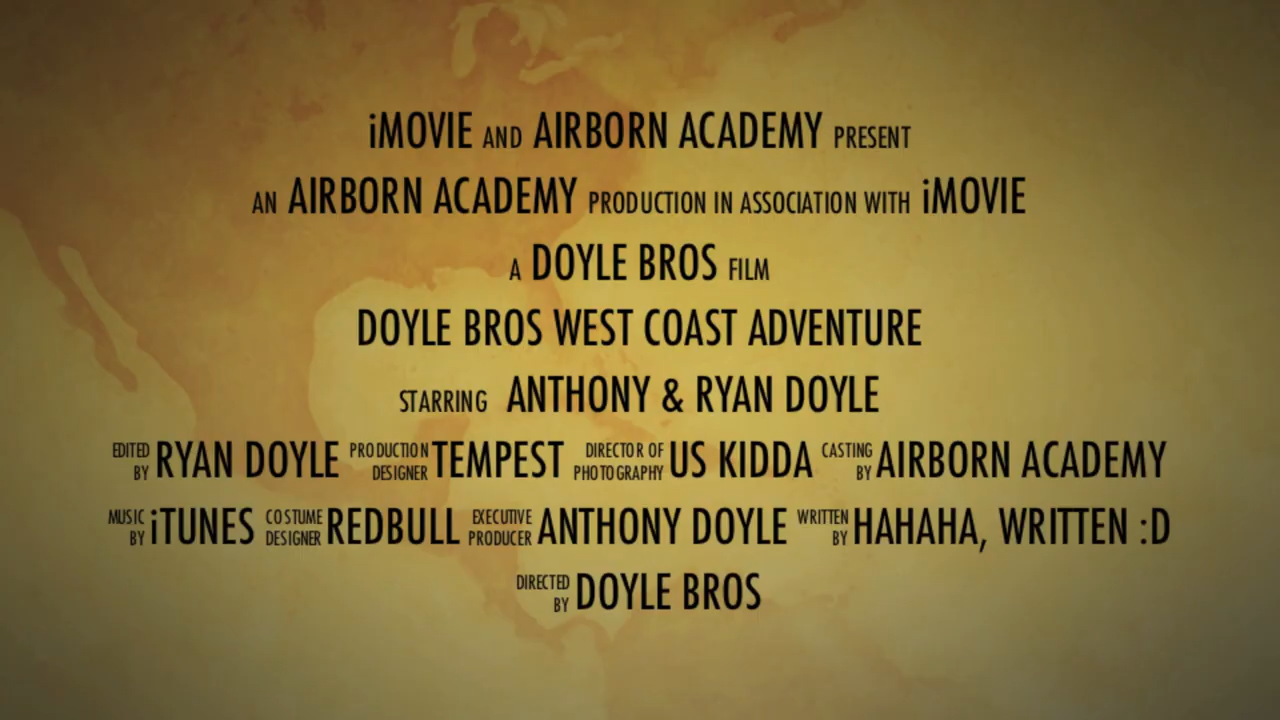 iMOVIE AND AIRBORN ACADEMY PRESENT
AN AIRBORN ACADEMY PRODUCTION IN ASSOCIATION WITH iMOVIE
A DOYLE BROS FILM
DOYLE BROS WEST COAST ADVENTURE
STARRING ANTHONY & RYAN DOYLE
EDITED BY RYAN DOYLE PRODUCTION DESIGNER TEMPEST DIRECTOR OF PHOTOGRAPHY US KIDDA CASTING BY AIRBORN ACADEMY
MUSIC BY iTUNES COSTUME DESIGNER REDBULL EXECUTIVE PRODUCER ANTHONY DOYLE WRITTEN BY HAHAHA, WRITTEN :D
DIRECTED BY DOYLE BROS